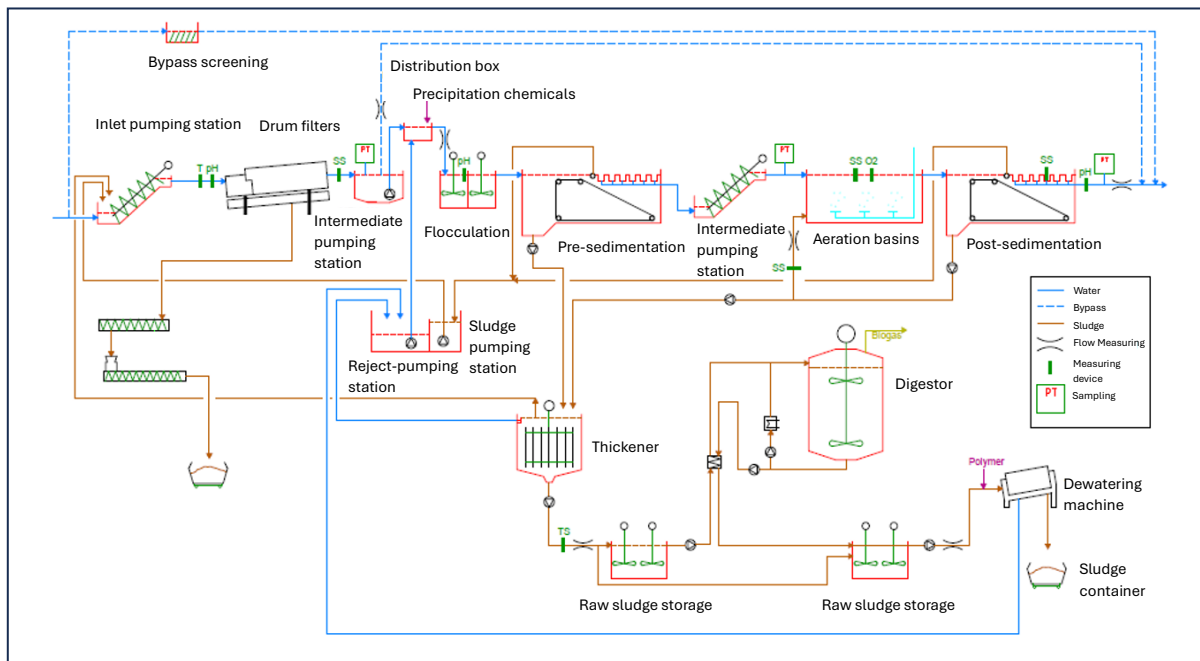 Bypass screening
Distribution box
Precipitation chemicals
Inlet pumping station
Drum filters
T pH
SS
PT
pH
PT
SS O2
SS
pH
PT
Intermediate
pumping
station
Flocculation
Pre-sedimentation
Intermediate
pumping
station
Aeration basins
Post-sedimentation
SS
Reject-pumping
station
Sludge
pumping
station
Biogas
Digestor
Thickener
TS
Raw sludge storage
Raw sludge storage
Polymer
Dewatering
machine
Sludge
container
Water
Bypass
Sludge
Flow Measuring
Measuring
device
PT
Sampling